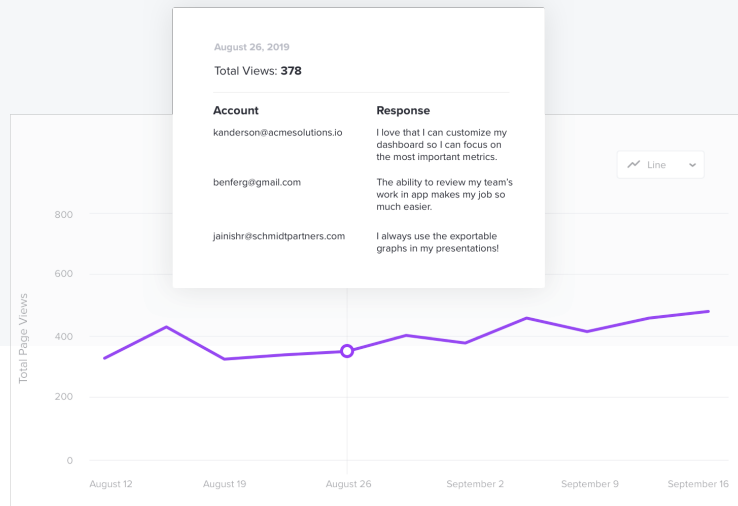 August 26, 2019
Total Views: 378
Account Response
kanderson@acmesolutions.io I love that I can customize my
dashboard so I can focus on
the most important metrics.
benferg@gmail.com The ability to review my team's
work in app makes my job so
much easier.
jainishr@schmidtpartners.com I always use the exportable
graphs in my presentations!
Line
Total Page Views
800
600
400
200
0
August 12 August 19 August 26 September 2 September 9 September 16